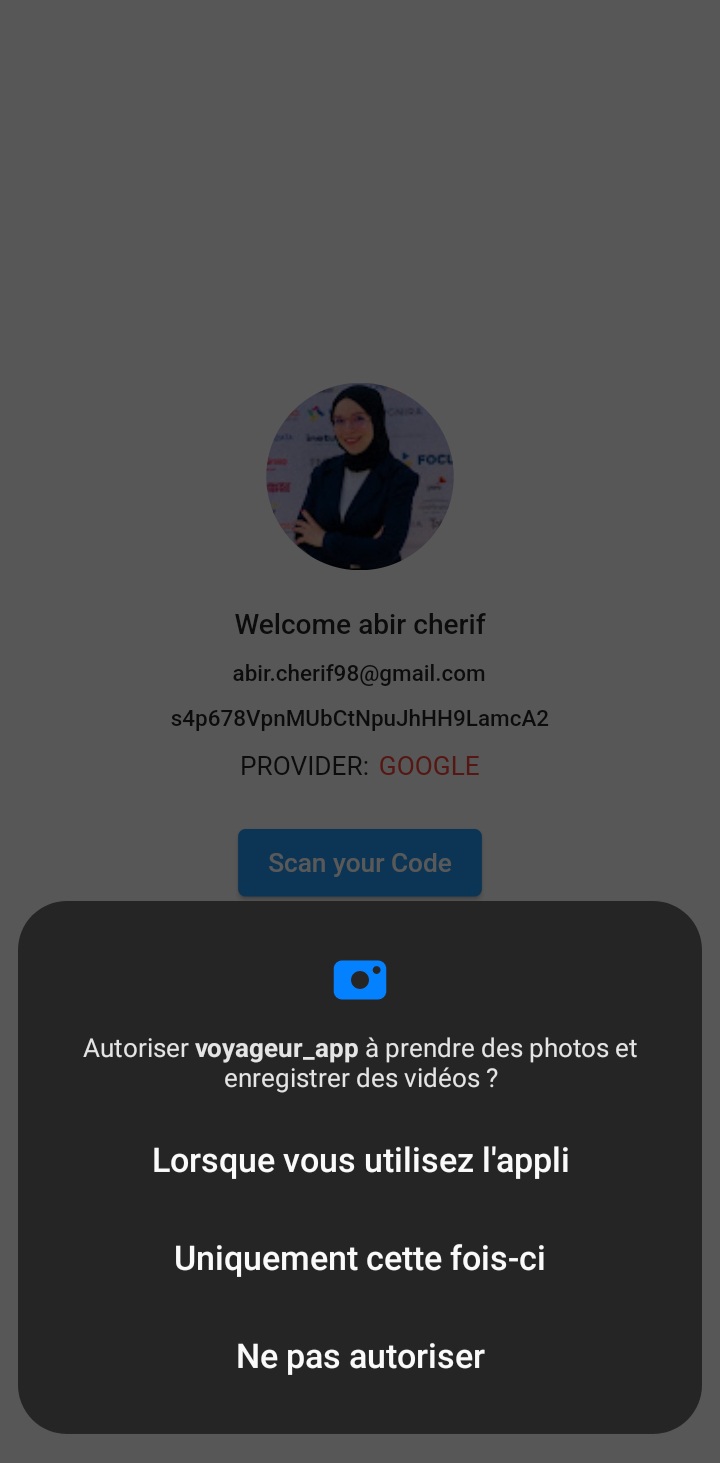 FOCU
Welcome abir cherif
abir.cherif98@gmail.com
s4p678VpnMUbCtNpuJhHH9LamcA2
PROVIDER: GOOGLE
Scan your Code
Autoriser voyageur_app à prendre des photos et
enregistrer des vidéos ?
Lorsque vous utilisez l'appli
Uniquement cette fois-ci
Ne pas autoriser